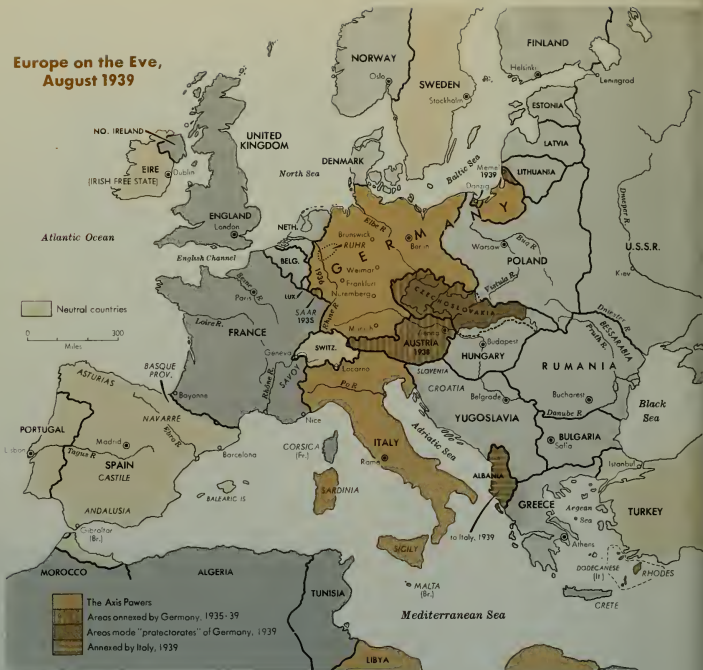 Europe on the Eve,
August 1939
NORWAY
Oslo
SWEDEN
Stockholm
FINLAND
Helsinki
Leningrad
ESTONIA
LATVIA
LITHUANIA
Memel
1939
Danzig
Baltic Sea
DENMARK
North Sea
NO. IRELAND
EIRE
(IRISH FREE STATE)
Dublin
UNITED
KINGDOM
ENGLAND
London
Atlantic Ocean
English Channel
NETH.
BELG.
LUX.
GERMANY
Elbe R.
Brunswick
Berlin
RUHR
1936
Weimar
Frankfurt
Nuremberg
Rhine R.
Munich
SAAR
1935
POLAND
Warsaw
Bug R.
Vistula R.
U.S.S.R.
Dnieper R.
Kiev
Dniester R.
CZECHOSLOVAKIA
AUSTRIA
1938
Vienna
Neutral countries
0
300
Miles
Seine R.
Paris
FRANCE
Loire R.
Geneva
SWITZ.
Locarno
SAVOY
Rhône R.
Nice
BASQUE
PROV.
Bayonne
HUNGARY
Budapest
SLOVENIA
CROATIA
Belgrade
YUGOSLAVIA
RUMANIA
Bucharest
BESSARABIA
Pruth R.
Danube R.
BULGARIA
Sofia
Black
Sea
Istanbul
TURKEY
ASTURIAS
NAVARRE
Ebro R.
PORTUGAL
Lisbon
Tagus R.
Madrid
SPAIN
CASTILE
Barcelona
BALEARIC IS.
ANDALUSIA
Gibraltar
(Br.)
Po R.
ITALY
Rome
Adriatic Sea
CORSICA
(Fr.)
SARDINIA
SICILY
ALBANIA
to Italy, 1939
GREECE
Aegean
Sea
Athens
DODECANESE
(It.)
RHODES
CRETE
MALTA
(Br.)
Mediterranean Sea
MOROCCO
ALGERIA
TUNISIA
LIBYA
The Axis Powers
Areas annexed by Germany, 1935-39
Areas made "protectorates" of Germany, 1939
Annexed by Italy, 1939